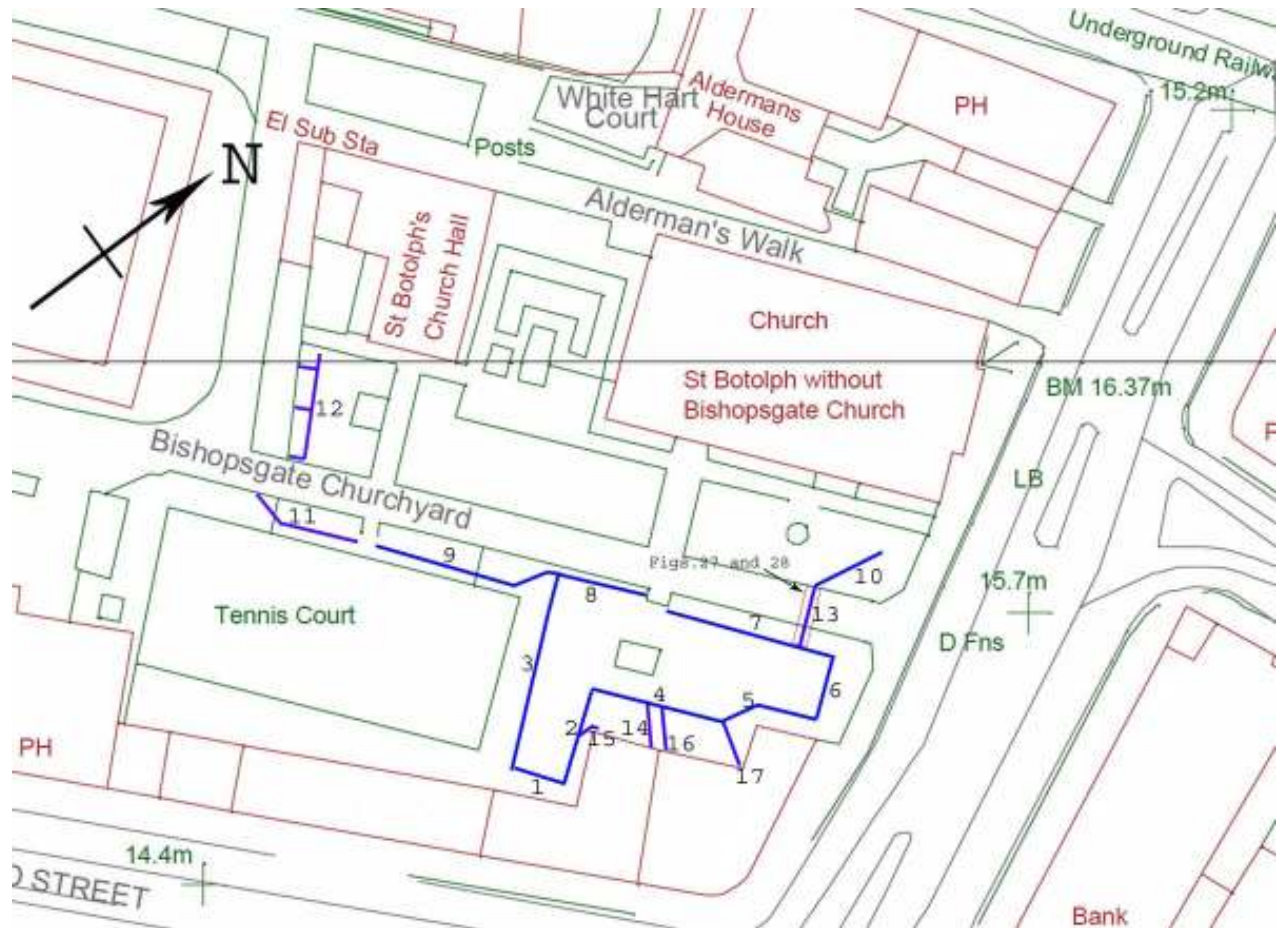 Underground Railw
15.2m
PH
Aldermans
House
White Hart
Court
El Sub Sta
Posts
N
Alderman's Walk
St Botolph's
Church Hall
Church
St Botolph without
Bishopsgate Church
BM 16.37m
12
Bishopsgate Churchyard
LB
11
9
Figs.27 and 28
10
15.7m
8
13
7
Tennis Court
D Fns
3
6
4
5
2
14
15
16
PH
17
1
14.4m
D STREET
Bank